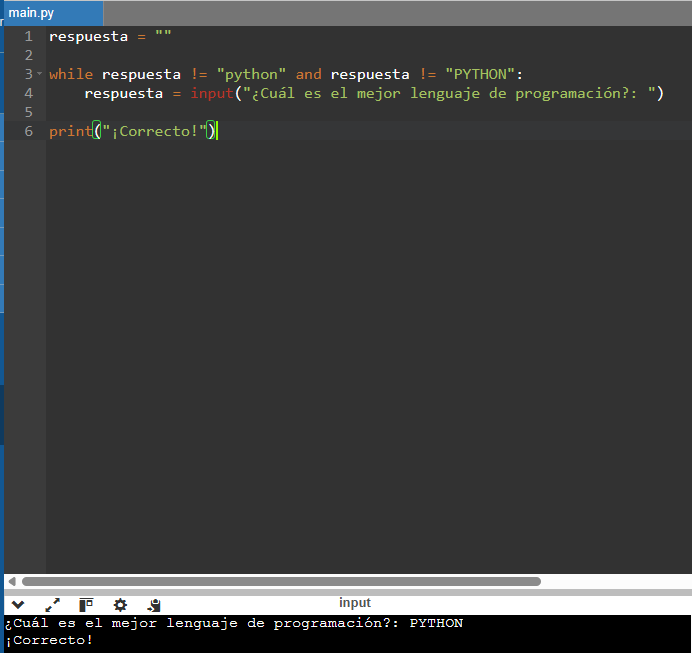 main.py
1 respuesta = ""
2
3 while respuesta != "python" and respuesta != "PYTHON":
4     respuesta = input("¿Cuál es el mejor lenguaje de programación?: ")
5
6 print("¡Correcto!")
input
¿Cuál es el mejor lenguaje de programación?: PYTHON
¡Correcto!